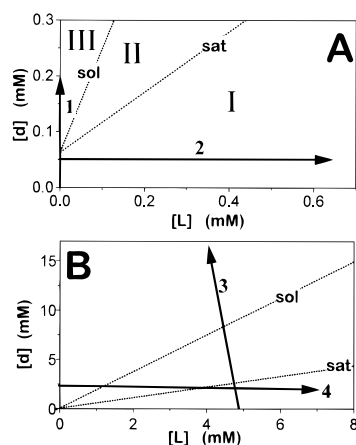 0.3
III
II
sat
A
sol
[d] (mM)
0.2
I
1
0.1
2
0.0
0.0 0.2 0.4 0.6
[L] (mM)
B
15
3
sol
[d] (mM)
10
5
sat
4
0
0 2 4 6 8
[L] (mM)